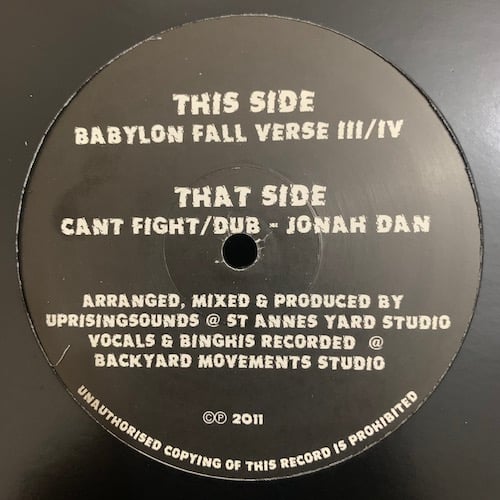 THIS SIDE
BABYLON FALL VERSE III/IV
THAT SIDE
CANT FIGHT/DUB - JONAH DAN
ARRANGED, MIXED & PRODUCED BY
UPRISINGSOUNDS @ ST ANNES YARD STUDIO
VOCALS & BINGHIS RECORDED @
BACKYARD MOVEMENTS STUDIO
©℗ 2011
UNAUTHORISED COPYING OF THIS RECORD IS PROHIBITED